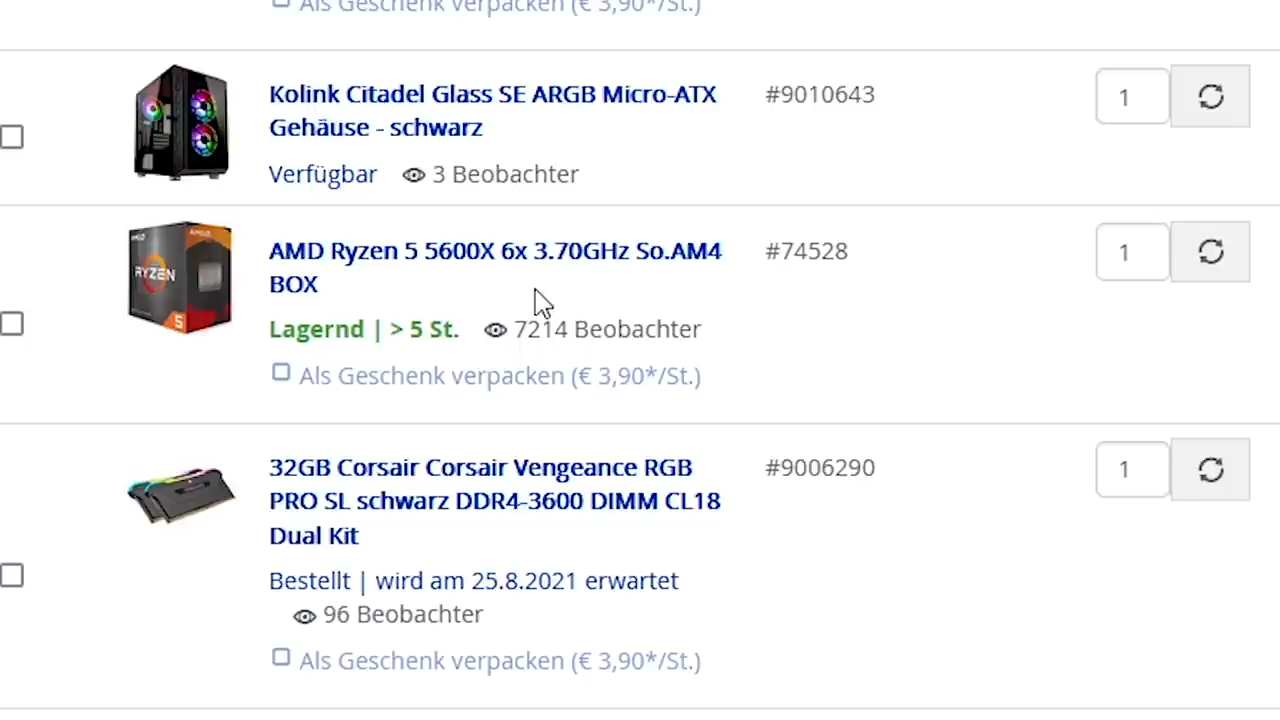 Als Geschenk verpacken (€ 3,90*/St.)
Kolink Citadel Glass SE ARGB Micro-ATX
Gehäuse - schwarz
#9010643
1
Verfügbar 3 Beobachter
AMD Ryzen 5 5600X 6x 3.70GHz So.AM4
BOX
#74528
1
RYZEN
5
Lagernd | > 5 St. 7214 Beobachter
Als Geschenk verpacken (€ 3,90*/St.)
32GB Corsair Corsair Vengeance RGB
PRO SL schwarz DDR4-3600 DIMM CL18
Dual Kit
#9006290
1
Bestellt | wird am 25.8.2021 erwartet
96 Beobachter
Als Geschenk verpacken (€ 3,90*/St.)